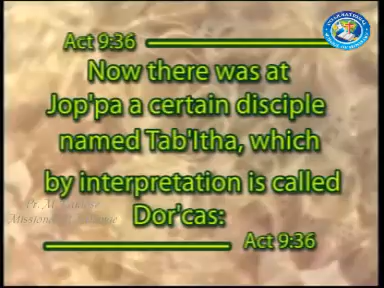 Act 9:36
Now there was at
Jop'pa a certain disciple
named Tab'Itha, which
by interpretation is called
Dor'cas:
Act 9:36